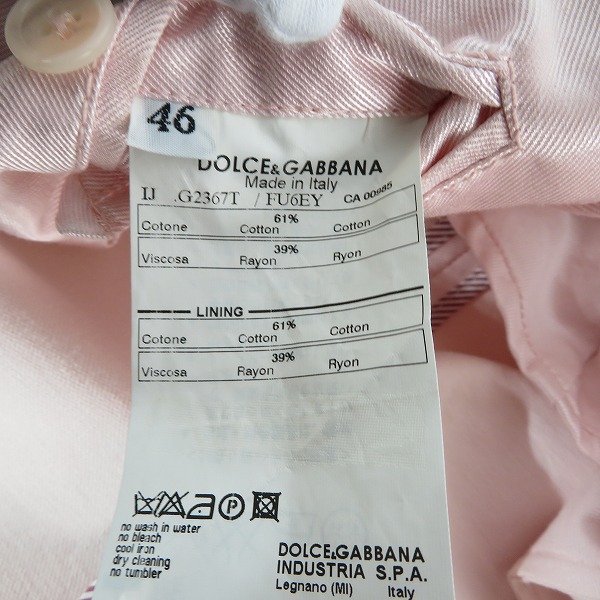 46
DOLCE&GABBANA
Made in Italy
IJ .G2367T / FU6EY CA 00985
61%
Cotone Cotton Cotton
39%
Viscosa Rayon Ryon
LINING
61%
Cotone Cotton Cotton
39%
Viscosa Rayon Ryon
A P
no wash in water
no bleach
cool iron
dry cleaning
no tumbler
DOLCE&GABBANA
INDUSTRIA S.P.A.
Legnano (MI) Italy